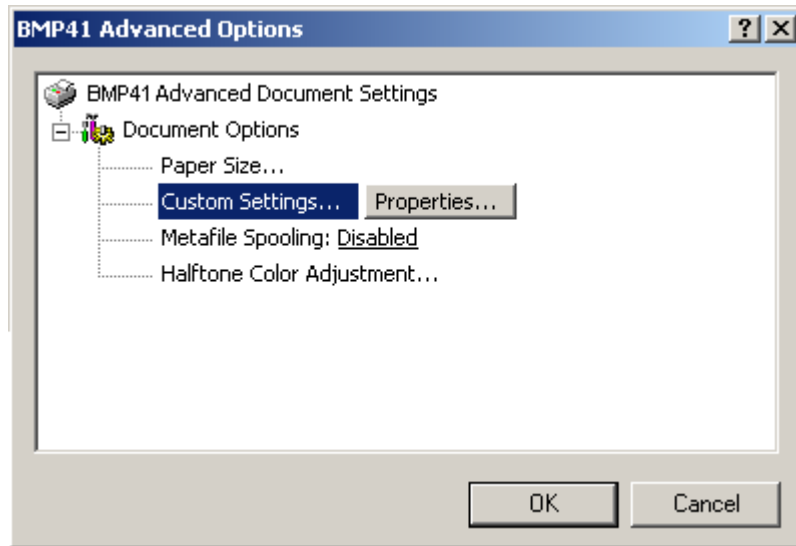 BMP41 Advanced Options
BMP41 Advanced Document Settings
Document Options
Paper Size...
Custom Settings... Properties...
Metafile Spooling: Disabled
Halftone Color Adjustment...
OK Cancel